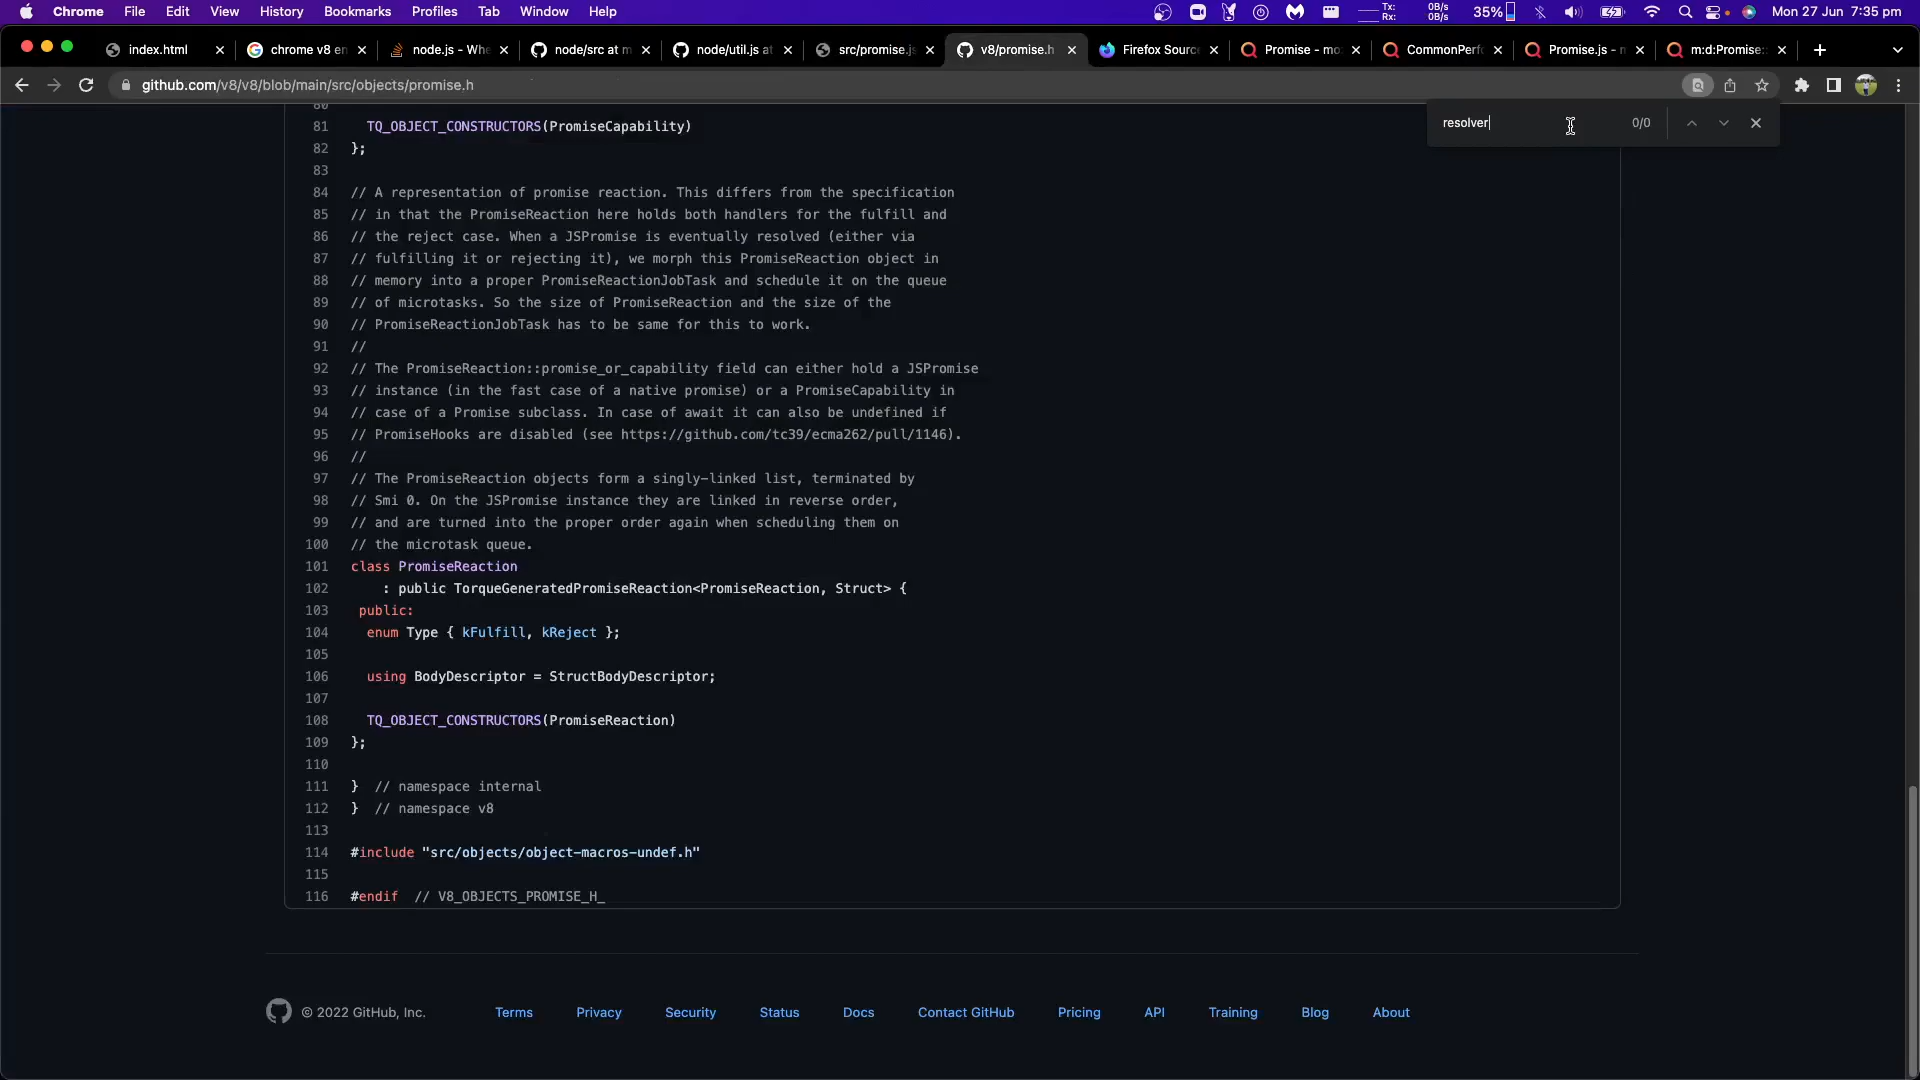 Chrome File Edit View History Bookmarks Profiles Tab Window Help Tx: Rx: 0B/s 0B/s 35% Mon 27 Jun 7:35 pm
index.html chrome v8 en node.js - Whe node/src at m node/util.js at src/promise.js v8/promise.h Firefox Source Promise - mo CommonPerf Promise.js - m m:d:Promise:
github.com/v8/v8/blob/main/src/objects/promise.h
resolver 0/0
80
81 TQ_OBJECT_CONSTRUCTORS(PromiseCapability)
82 };
83
84 // A representation of promise reaction. This differs from the specification
85 // in that the PromiseReaction here holds both handlers for the fulfill and
86 // the reject case. When a JSPromise is eventually resolved (either via
87 // fulfilling it or rejecting it), we morph this PromiseReaction object in
88 // memory into a proper PromiseReactionJobTask and schedule it on the queue
89 // of microtasks. So the size of PromiseReaction and the size of the
90 // PromiseReactionJobTask has to be same for this to work.
91 //
92 // The PromiseReaction::promise_or_capability field can either hold a JSPromise
93 // instance (in the fast case of a native promise) or a PromiseCapability in
94 // case of a Promise subclass. In case of await it can also be undefined if
95 // PromiseHooks are disabled (see https://github.com/tc39/ecma262/pull/1146).
96 //
97 // The PromiseReaction objects form a singly-linked list, terminated by
98 // Smi 0. On the JSPromise instance they are linked in reverse order,
99 // and are turned into the proper order again when scheduling them on
100 // the microtask queue.
101 class PromiseReaction
102 : public TorqueGeneratedPromiseReaction<PromiseReaction, Struct> {
103 public:
104 enum Type { kFulfill, kReject };
105
106 using BodyDescriptor = StructBodyDescriptor;
107
108 TQ_OBJECT_CONSTRUCTORS(PromiseReaction)
109 };
110
111 } // namespace internal
112 } // namespace v8
113
114 #include "src/objects/object-macros-undef.h"
115
116 #endif // V8_OBJECTS_PROMISE_H_
© 2022 GitHub, Inc. Terms Privacy Security Status Docs Contact GitHub Pricing API Training Blog About